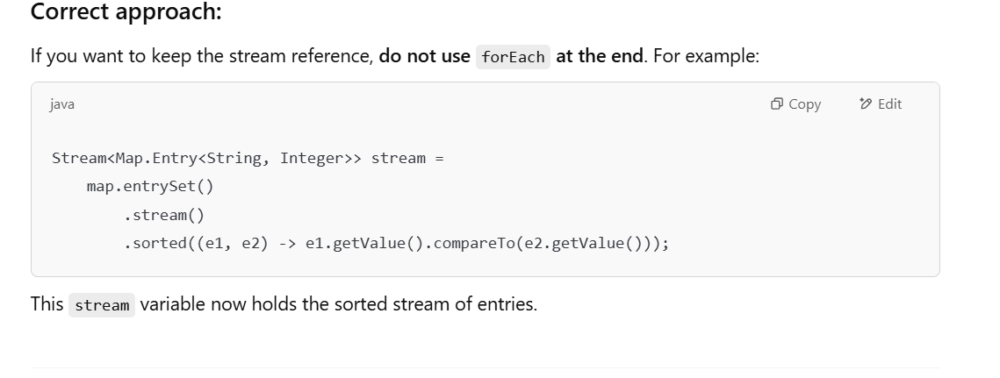 Correct approach:
If you want to keep the stream reference, do not use forEach at the end. For example:
java
Copy
Edit
Stream<Map.Entry<String, Integer>> stream =
    map.entrySet()
        .stream()
        .sorted((e1, e2) -> e1.getValue().compareTo(e2.getValue()));
This stream variable now holds the sorted stream of entries.